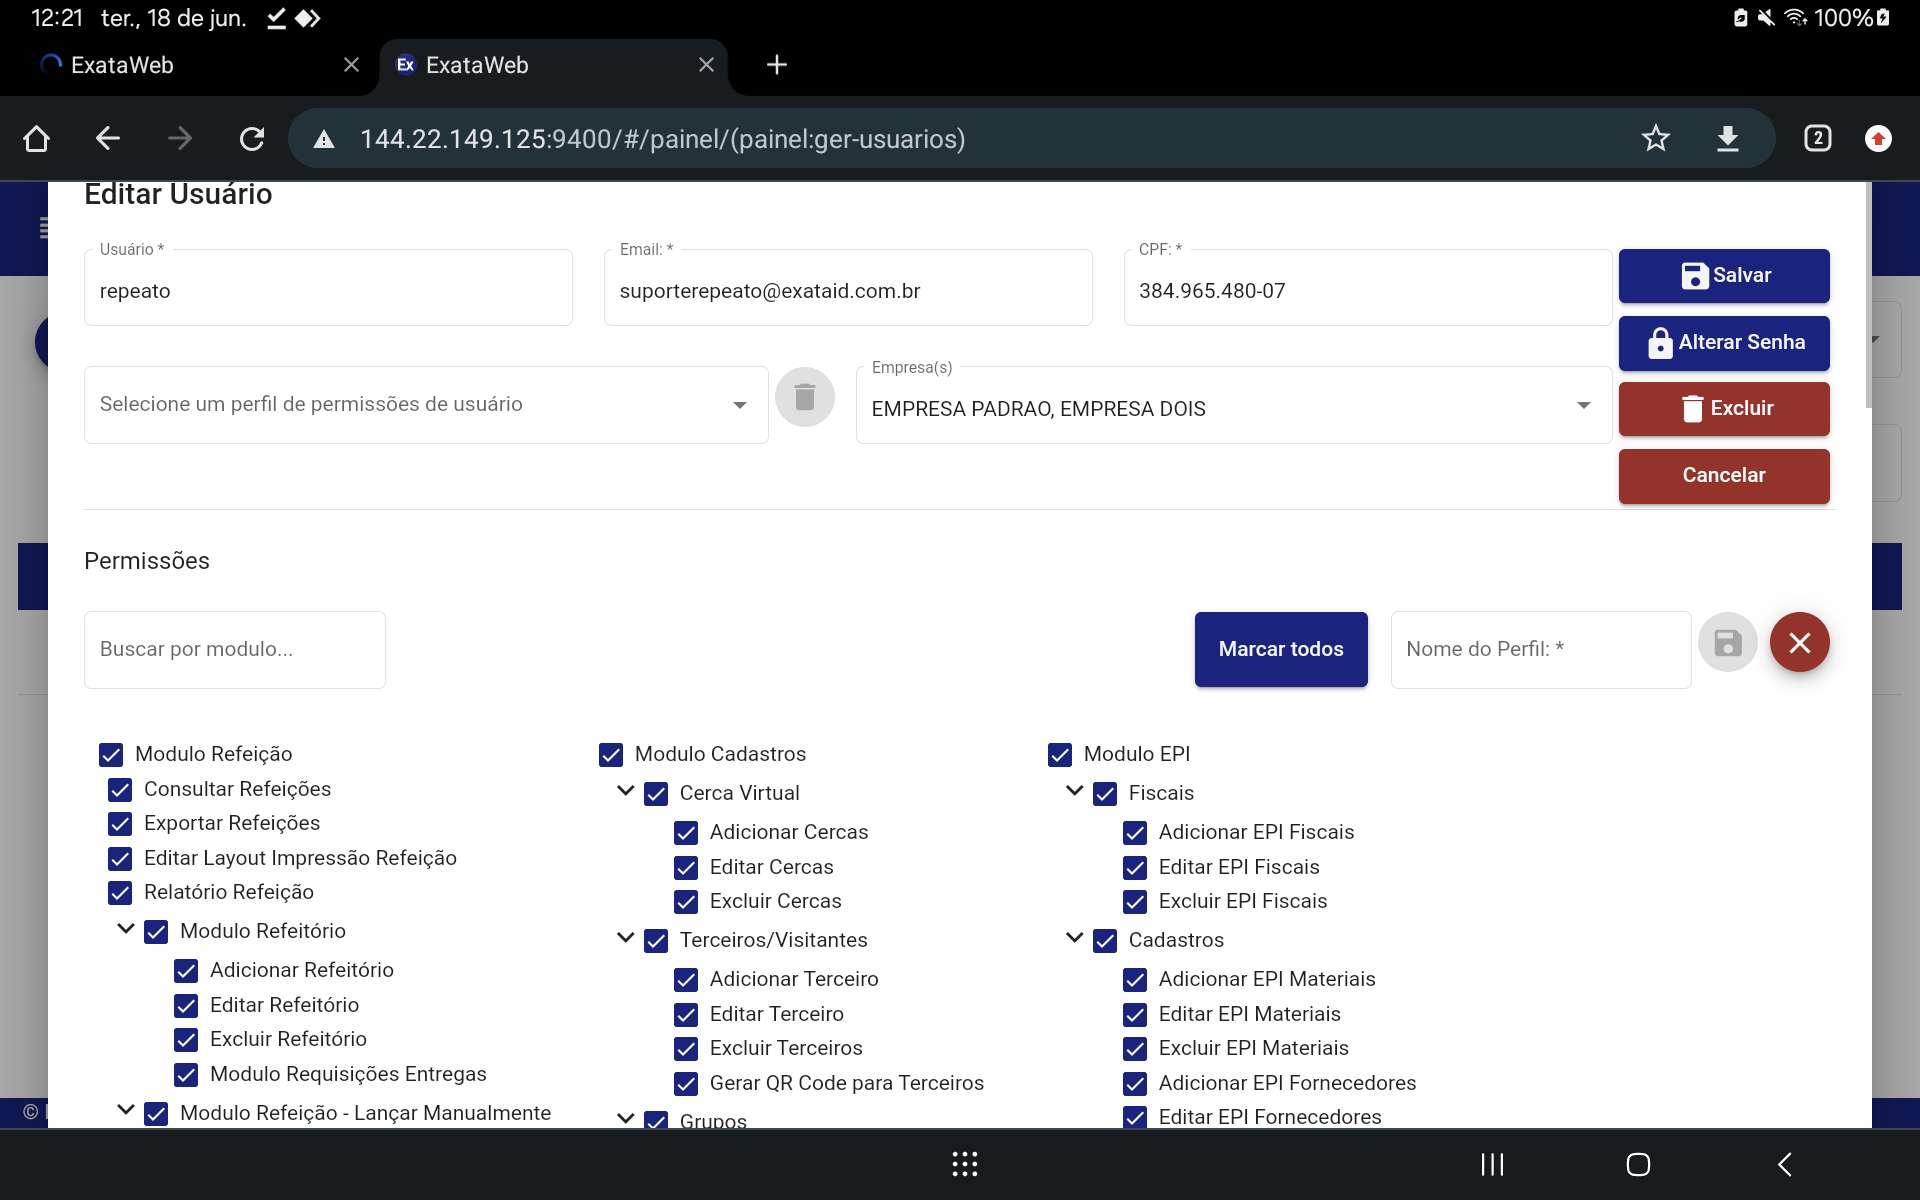 12:21 ter., 18 de jun. 100%
ExataWeb
Ex ExataWeb
144.22.149.125:9400/#/painel/(painel:ger-usuarios)
2
Editar Usuário
Usuário * Email: * CPF: *
repeato suporterepeato@exataid.com.br 384.965.480-07
Salvar
Alterar Senha
Empresa(s)
Selecione um perfil de permissões de usuário EMPRESA PADRAO, EMPRESA DOIS
Excluir
Cancelar
Permissões
Buscar por modulo... Marcar todos Nome do Perfil: *
Modulo Refeição
Consultar Refeições
Exportar Refeições
Editar Layout Impressão Refeição
Relatório Refeição
Modulo Refeitório
Adicionar Refeitório
Editar Refeitório
Excluir Refeitório
Modulo Requisições Entregas
Modulo Refeição - Lançar Manualmente
Modulo Cadastros
Cerca Virtual
Adicionar Cercas
Editar Cercas
Excluir Cercas
Terceiros/Visitantes
Adicionar Terceiro
Editar Terceiro
Excluir Terceiros
Gerar QR Code para Terceiros
Grupos
Modulo EPI
Fiscais
Adicionar EPI Fiscais
Editar EPI Fiscais
Excluir EPI Fiscais
Cadastros
Adicionar EPI Materiais
Editar EPI Materiais
Excluir EPI Materiais
Adicionar EPI Fornecedores
Editar EPI Fornecedores
©